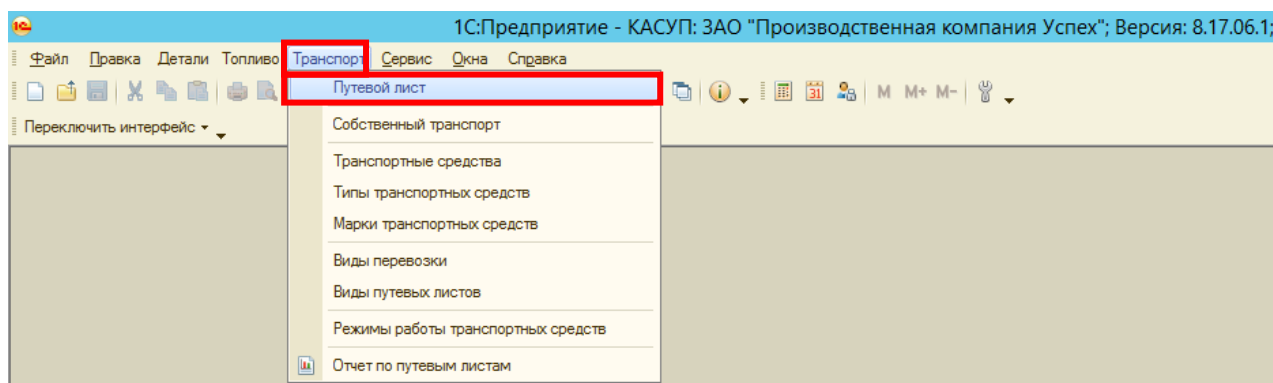 1С:Предприятие - КАСУП: ЗАО "Производственная компания Успех"; Версия: 8.17.06.1;
Файл Правка Детали Топливо Транспорт Сервис Окна Справка
Путевой лист
31 M M+ M-
Переключить интерфейс
Собственный транспорт
Транспортные средства
Типы транспортных средств
Марки транспортных средств
Виды перевозки
Виды путевых листов
Режимы работы транспортных средств
Отчет по путевым листам